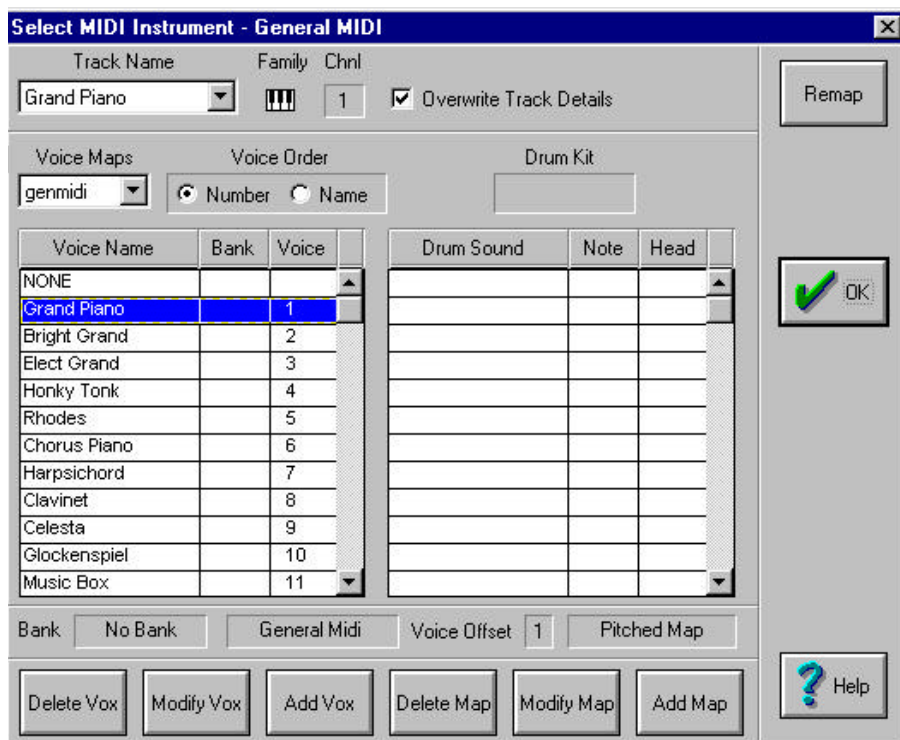 Select MIDI Instrument - General MIDI
Track Name Family Chnl
Grand Piano 1 Overwrite Track Details
Remap
Voice Maps Voice Order Drum Kit
genmidi Number Name
Voice Name Bank Voice Drum Sound Note Head
NONE
Grand Piano 1
Bright Grand 2
Elect Grand 3
Honky Tonk 4
Rhodes 5
Chorus Piano 6
Harpsichord 7
Clavinet 8
Celesta 9
Glockenspiel 10
Music Box 11
OK
Bank No Bank General Midi Voice Offset 1 Pitched Map
Delete Vox Modify Vox Add Vox Delete Map Modify Map Add Map
Help